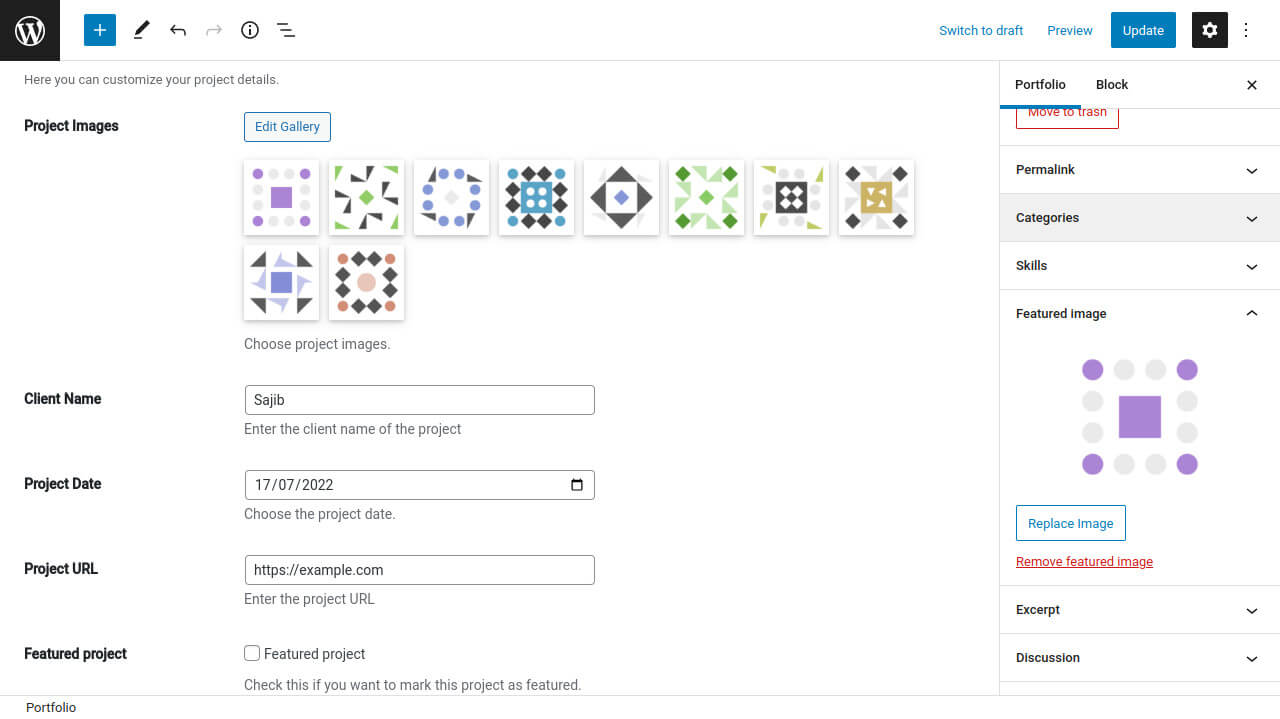 Switch to draft
Preview
Update
Here you can customize your project details.
Project Images
Edit Gallery
Choose project images.
Client Name
Sajib
Enter the client name of the project
Project Date
17/07/2022
Choose the project date.
Project URL
https://example.com
Enter the project URL
Featured project
Featured project
Check this if you want to mark this project as featured.
Portfolio
Block
Move to trash
Permalink
Categories
Skills
Featured image
Replace Image
Remove featured image
Excerpt
Discussion
Portfolio